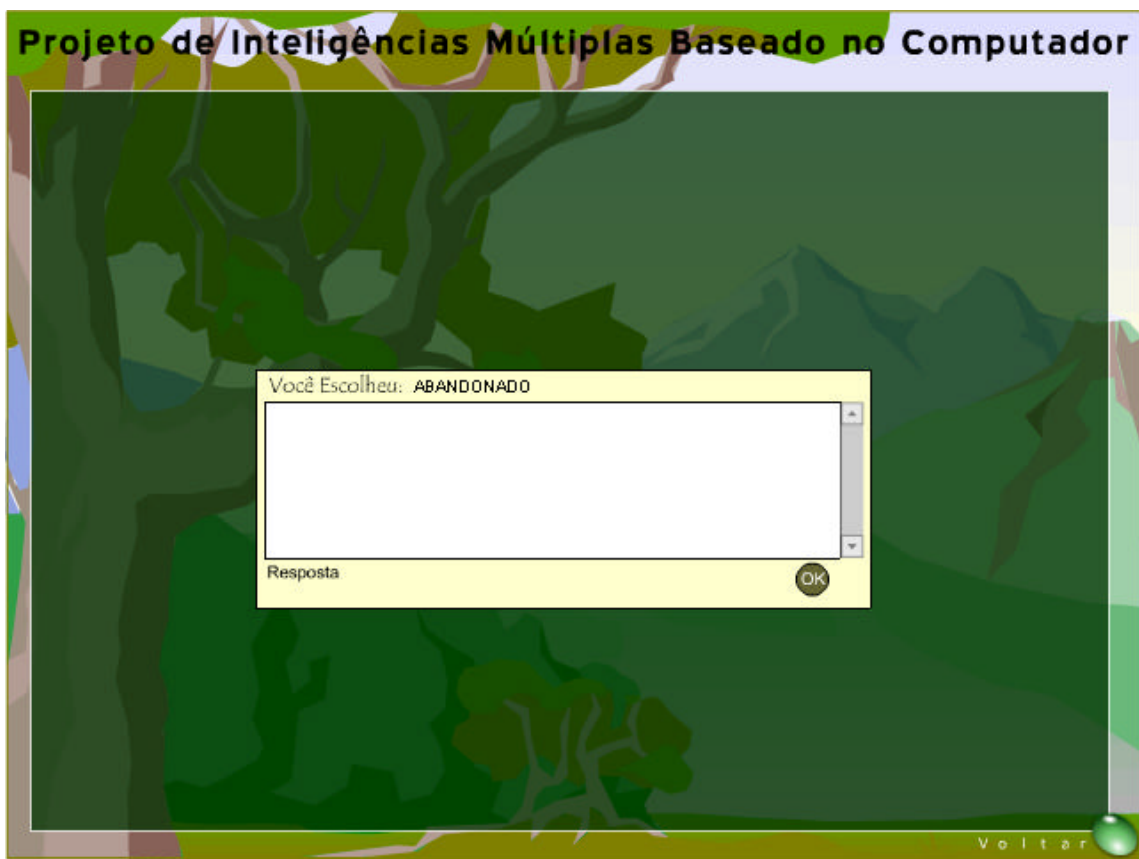 Projeto de Inteligências Múltiplas Baseado no Computador
Você Escolheu: ABANDONADO
Resposta
OK
Voltar